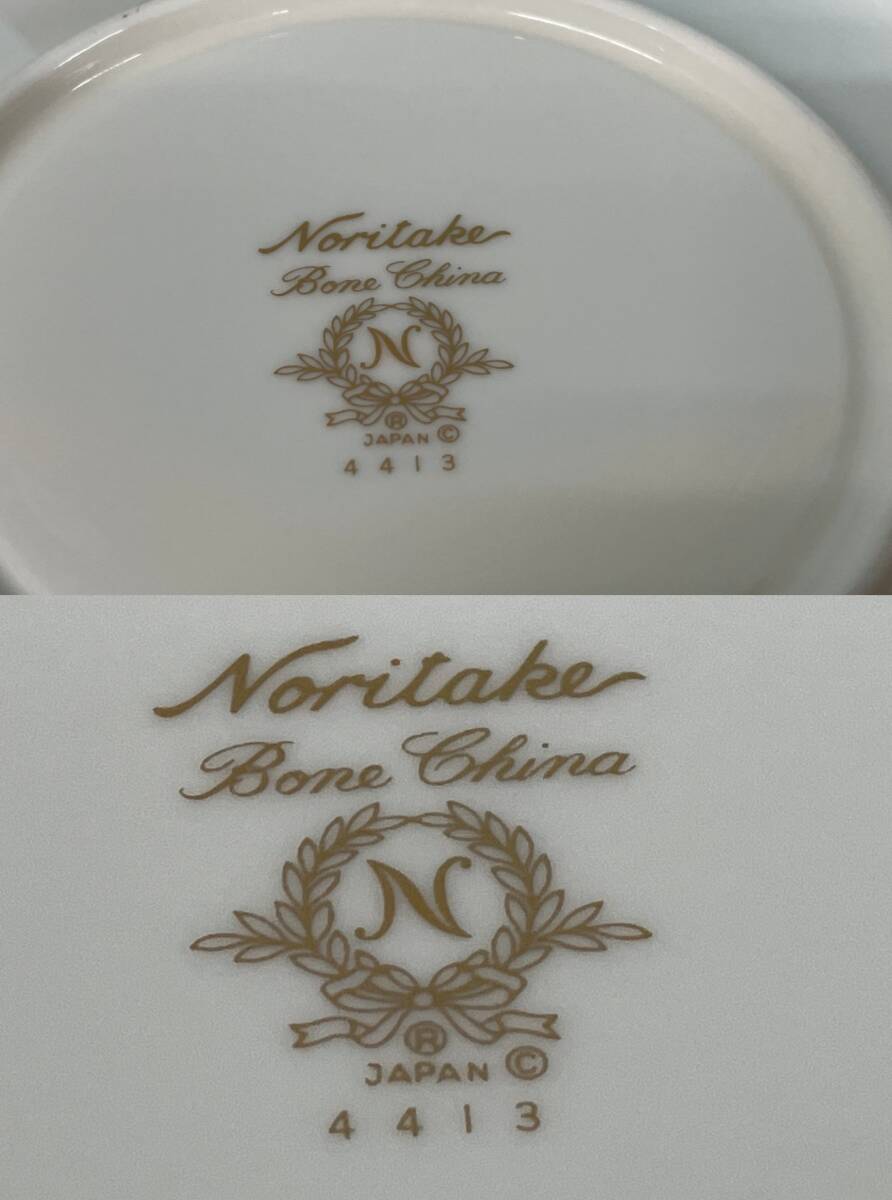 Noritake
Bone China
N
®
JAPAN ©
4413
Noritake
Bone China
N
®
JAPAN ©
4413